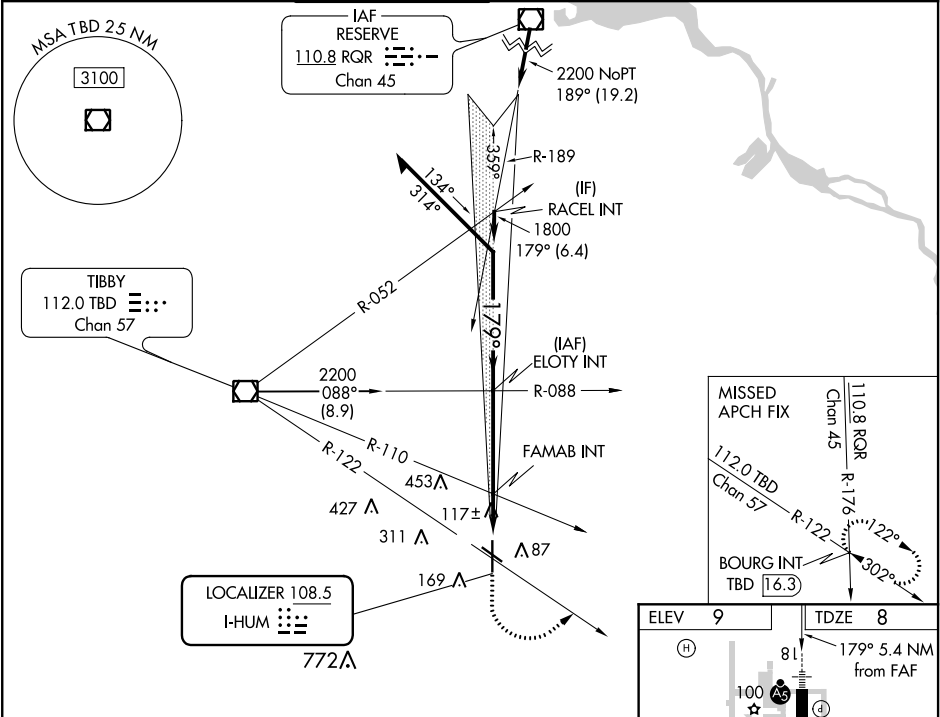 MSA TBD 25 NM
3100
IAF
RESERVE
110.8 RQR
Chan 45
2200 NoPT
189° (19.2)
359°
R-189
134°
314°
(IF)
RACEL INT
1800
179° (6.4)
TIBBY
112.0 TBD
Chan 57
R-052
179°
(IAF)
ELOTY INT
2200
088°
(8.9)
R-088
R-110
R-122
FAMAB INT
453
427
117±
311
87
169
LOCALIZER 108.5
I-HUM
772
MISSED
APCH FIX
110.8 RQR
Chan 45
R-176
112.0 TBD
Chan 57
R-122
122°
302°
BOURG INT
TBD 16.3
ELEV 9
TDZE 8
H
18
179° 5.4 NM
from FAF
100
A5
P